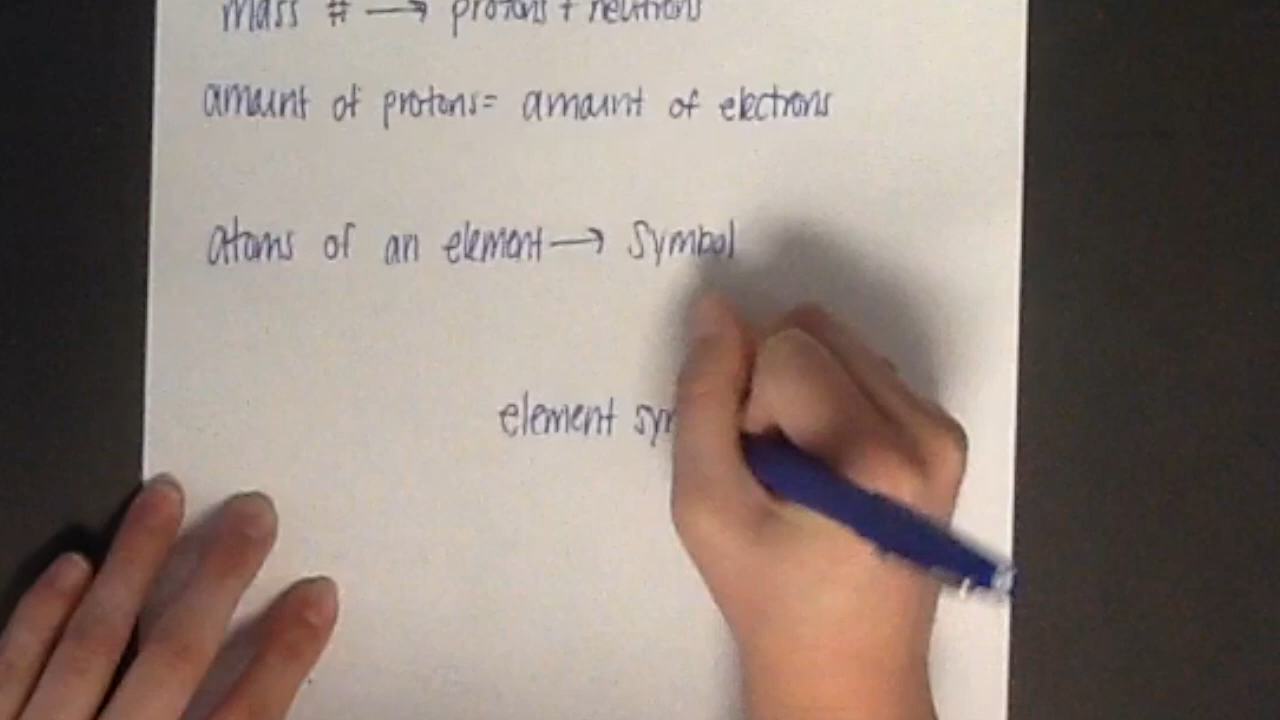 mass # → protons + neutrons
amount of protons = amount of electrons
atoms of an element → Symbol
element sy